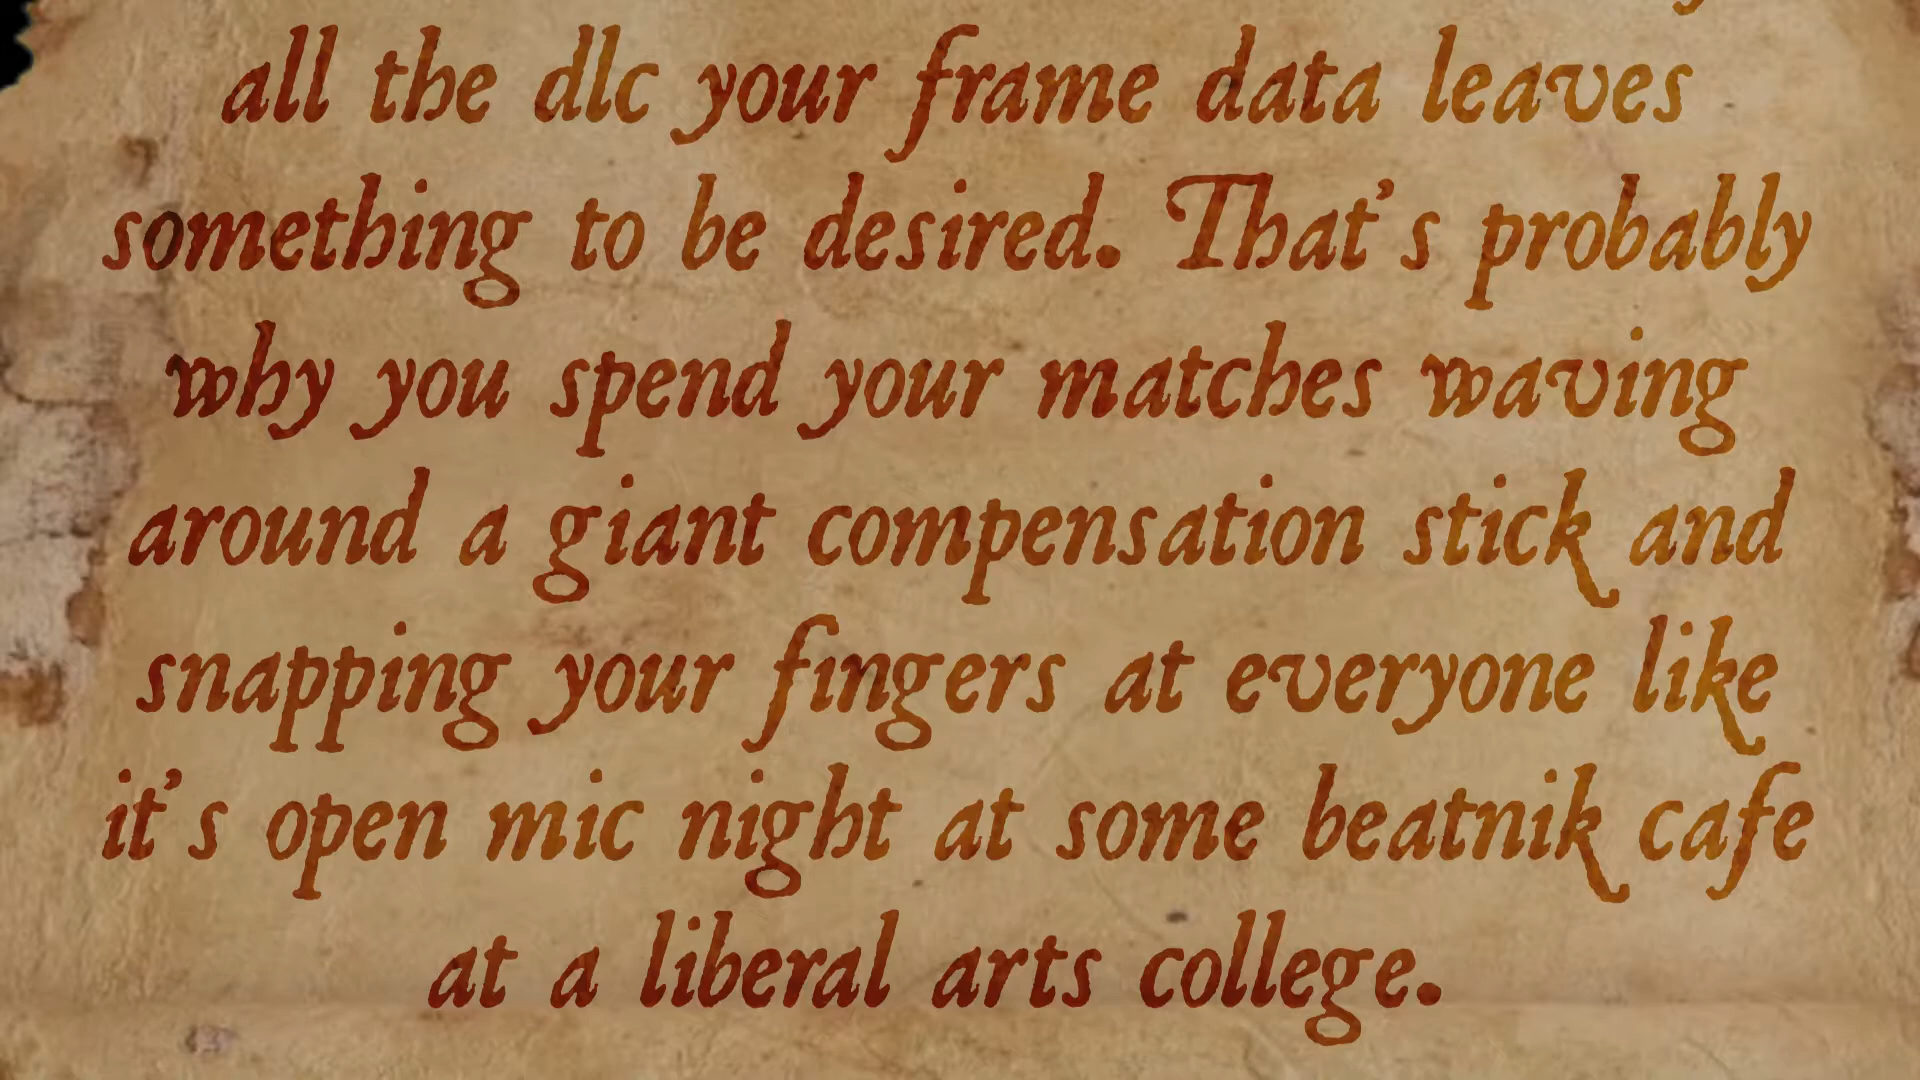 all the dlc your frame data leaves
something to be desired. That's probably
why you spend your matches waving
around a giant compensation stick and
snapping your fingers at everyone like
it's open mic night at some beatnik cafe
at a liberal arts college.